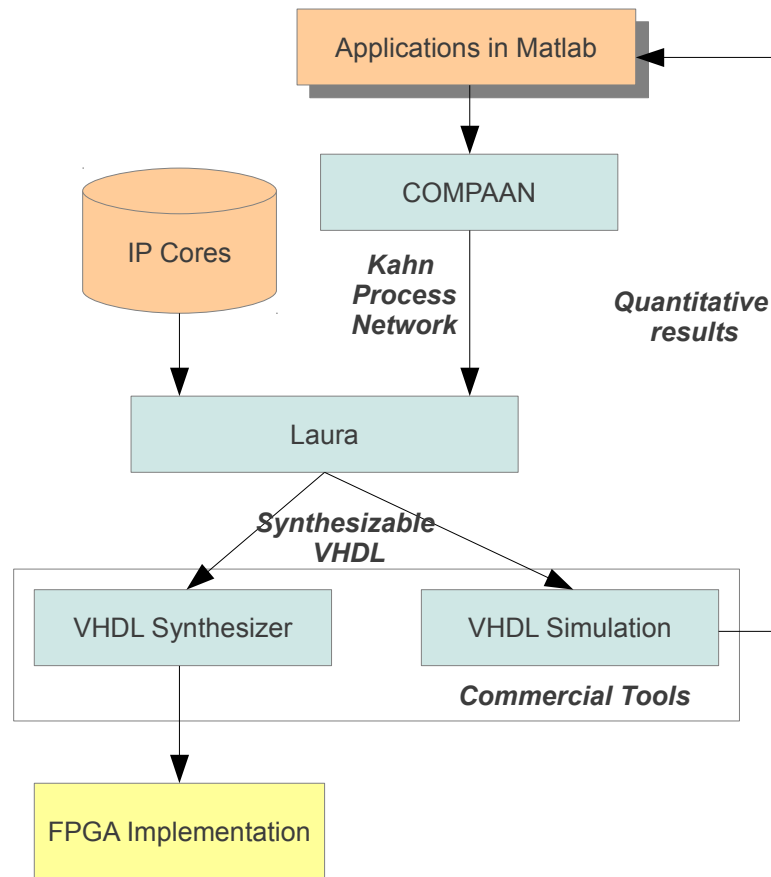 Applications in Matlab
COMPAAN
IP Cores
Kahn
Process
Network
Quantitative
results
Laura
Synthesizable
VHDL
VHDL Synthesizer
VHDL Simulation
Commercial Tools
FPGA Implementation